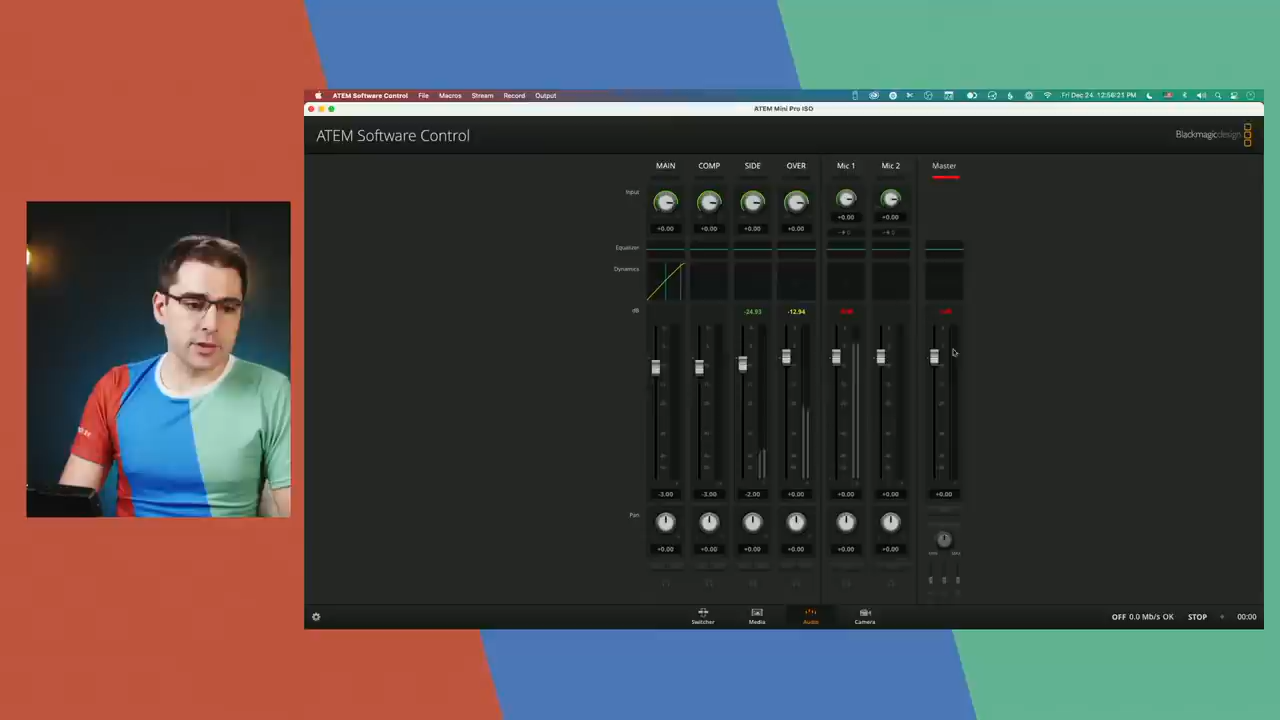 ATEM Software Control File Macros Stream Record Output Fri Dec 24 12:56:21 PM
ATEM Mini Pro ISO
ATEM Software Control
Blackmagicdesign
MAIN COMP SIDE OVER Mic 1 Mic 2 Master
Input
+0.00 +0.00 +0.00 +0.00 +0.00 +0.00
Equalizer
Dynamics
dB -24.93 -12.94
-3.00 -3.00 -2.00 +0.00 +0.00 +0.00 +0.00
Pan
+0.00 +0.00 +0.00 +0.00 +0.00 +0.00
Switcher Media Audio Camera
OFF 0.0 Mb/s OK STOP 00:00